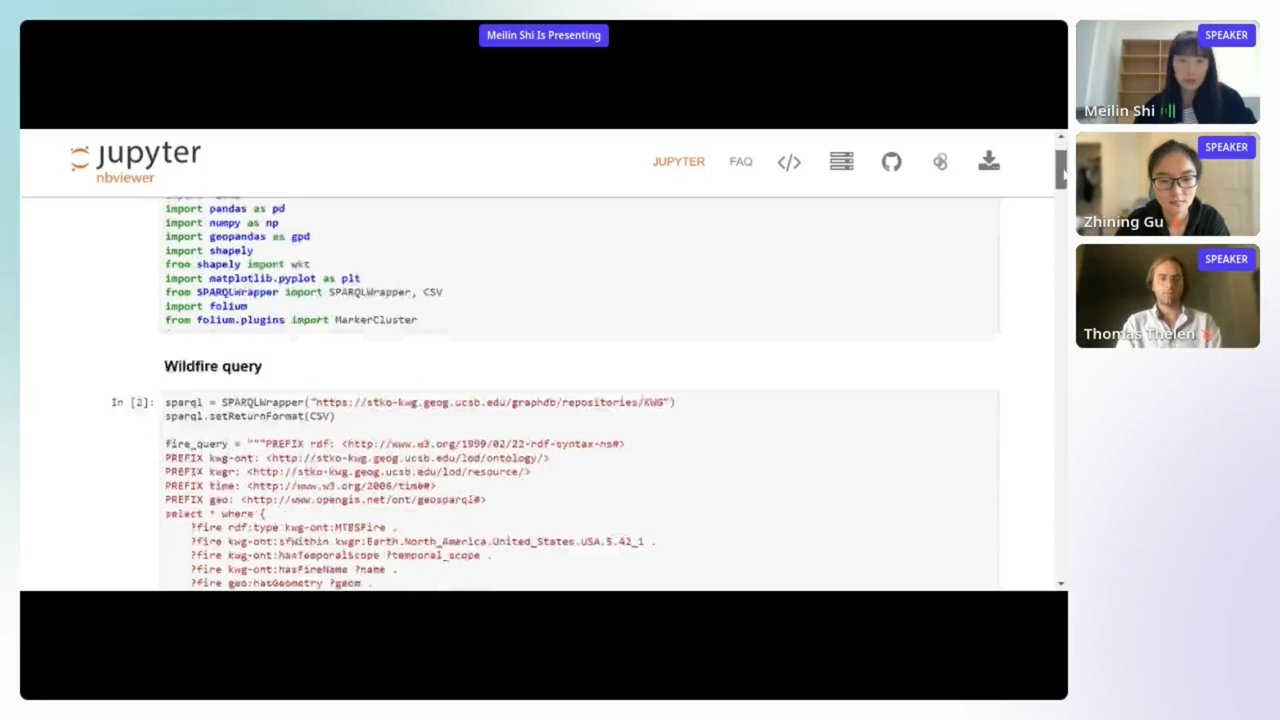 Meilin Shi Is Presenting
jupyter
nbviewer
JUPYTER
FAQ
import pandas as pd
import numpy as np
import geopandas as gpd
import shapely
from shapely import wkt
import matplotlib.pyplot as plt
from SPARQLWrapper import SPARQLWrapper, CSV
import folium
from folium.plugins import MarkerCluster
Wildfire query
In [2]:
sparql = SPARQLWrapper("https://stko-kwg.geog.ucsb.edu/graphdb/repositories/KWG")
sparql.setReturnFormat(CSV)
fire_query = """PREFIX rdf: <http://www.w3.org/1999/02/22-rdf-syntax-ns#>
PREFIX kwg-ont: <http://stko-kwg.geog.ucsb.edu/lod/ontology/>
PREFIX kwgr: <http://stko-kwg.geog.ucsb.edu/lod/resource/>
PREFIX time: <http://www.w3.org/2006/time#>
PREFIX geo: <http://www.opengis.net/ont/geosparql#>
select * where {
?fire rdf:type kwg-ont:MTBSFire .
?fire kwg-ont:sfWithin kwgr:Earth.North_America.United_States.USA.5.42_1 .
?fire kwg-ont:hasTemporalScope ?temporal_scope .
?fire kwg-ont:hasFireName ?name .
?fire geo:hasGeometry ?geom .
SPEAKER
Meilin Shi
SPEAKER
Zhining Gu
SPEAKER
Thomas Thelen